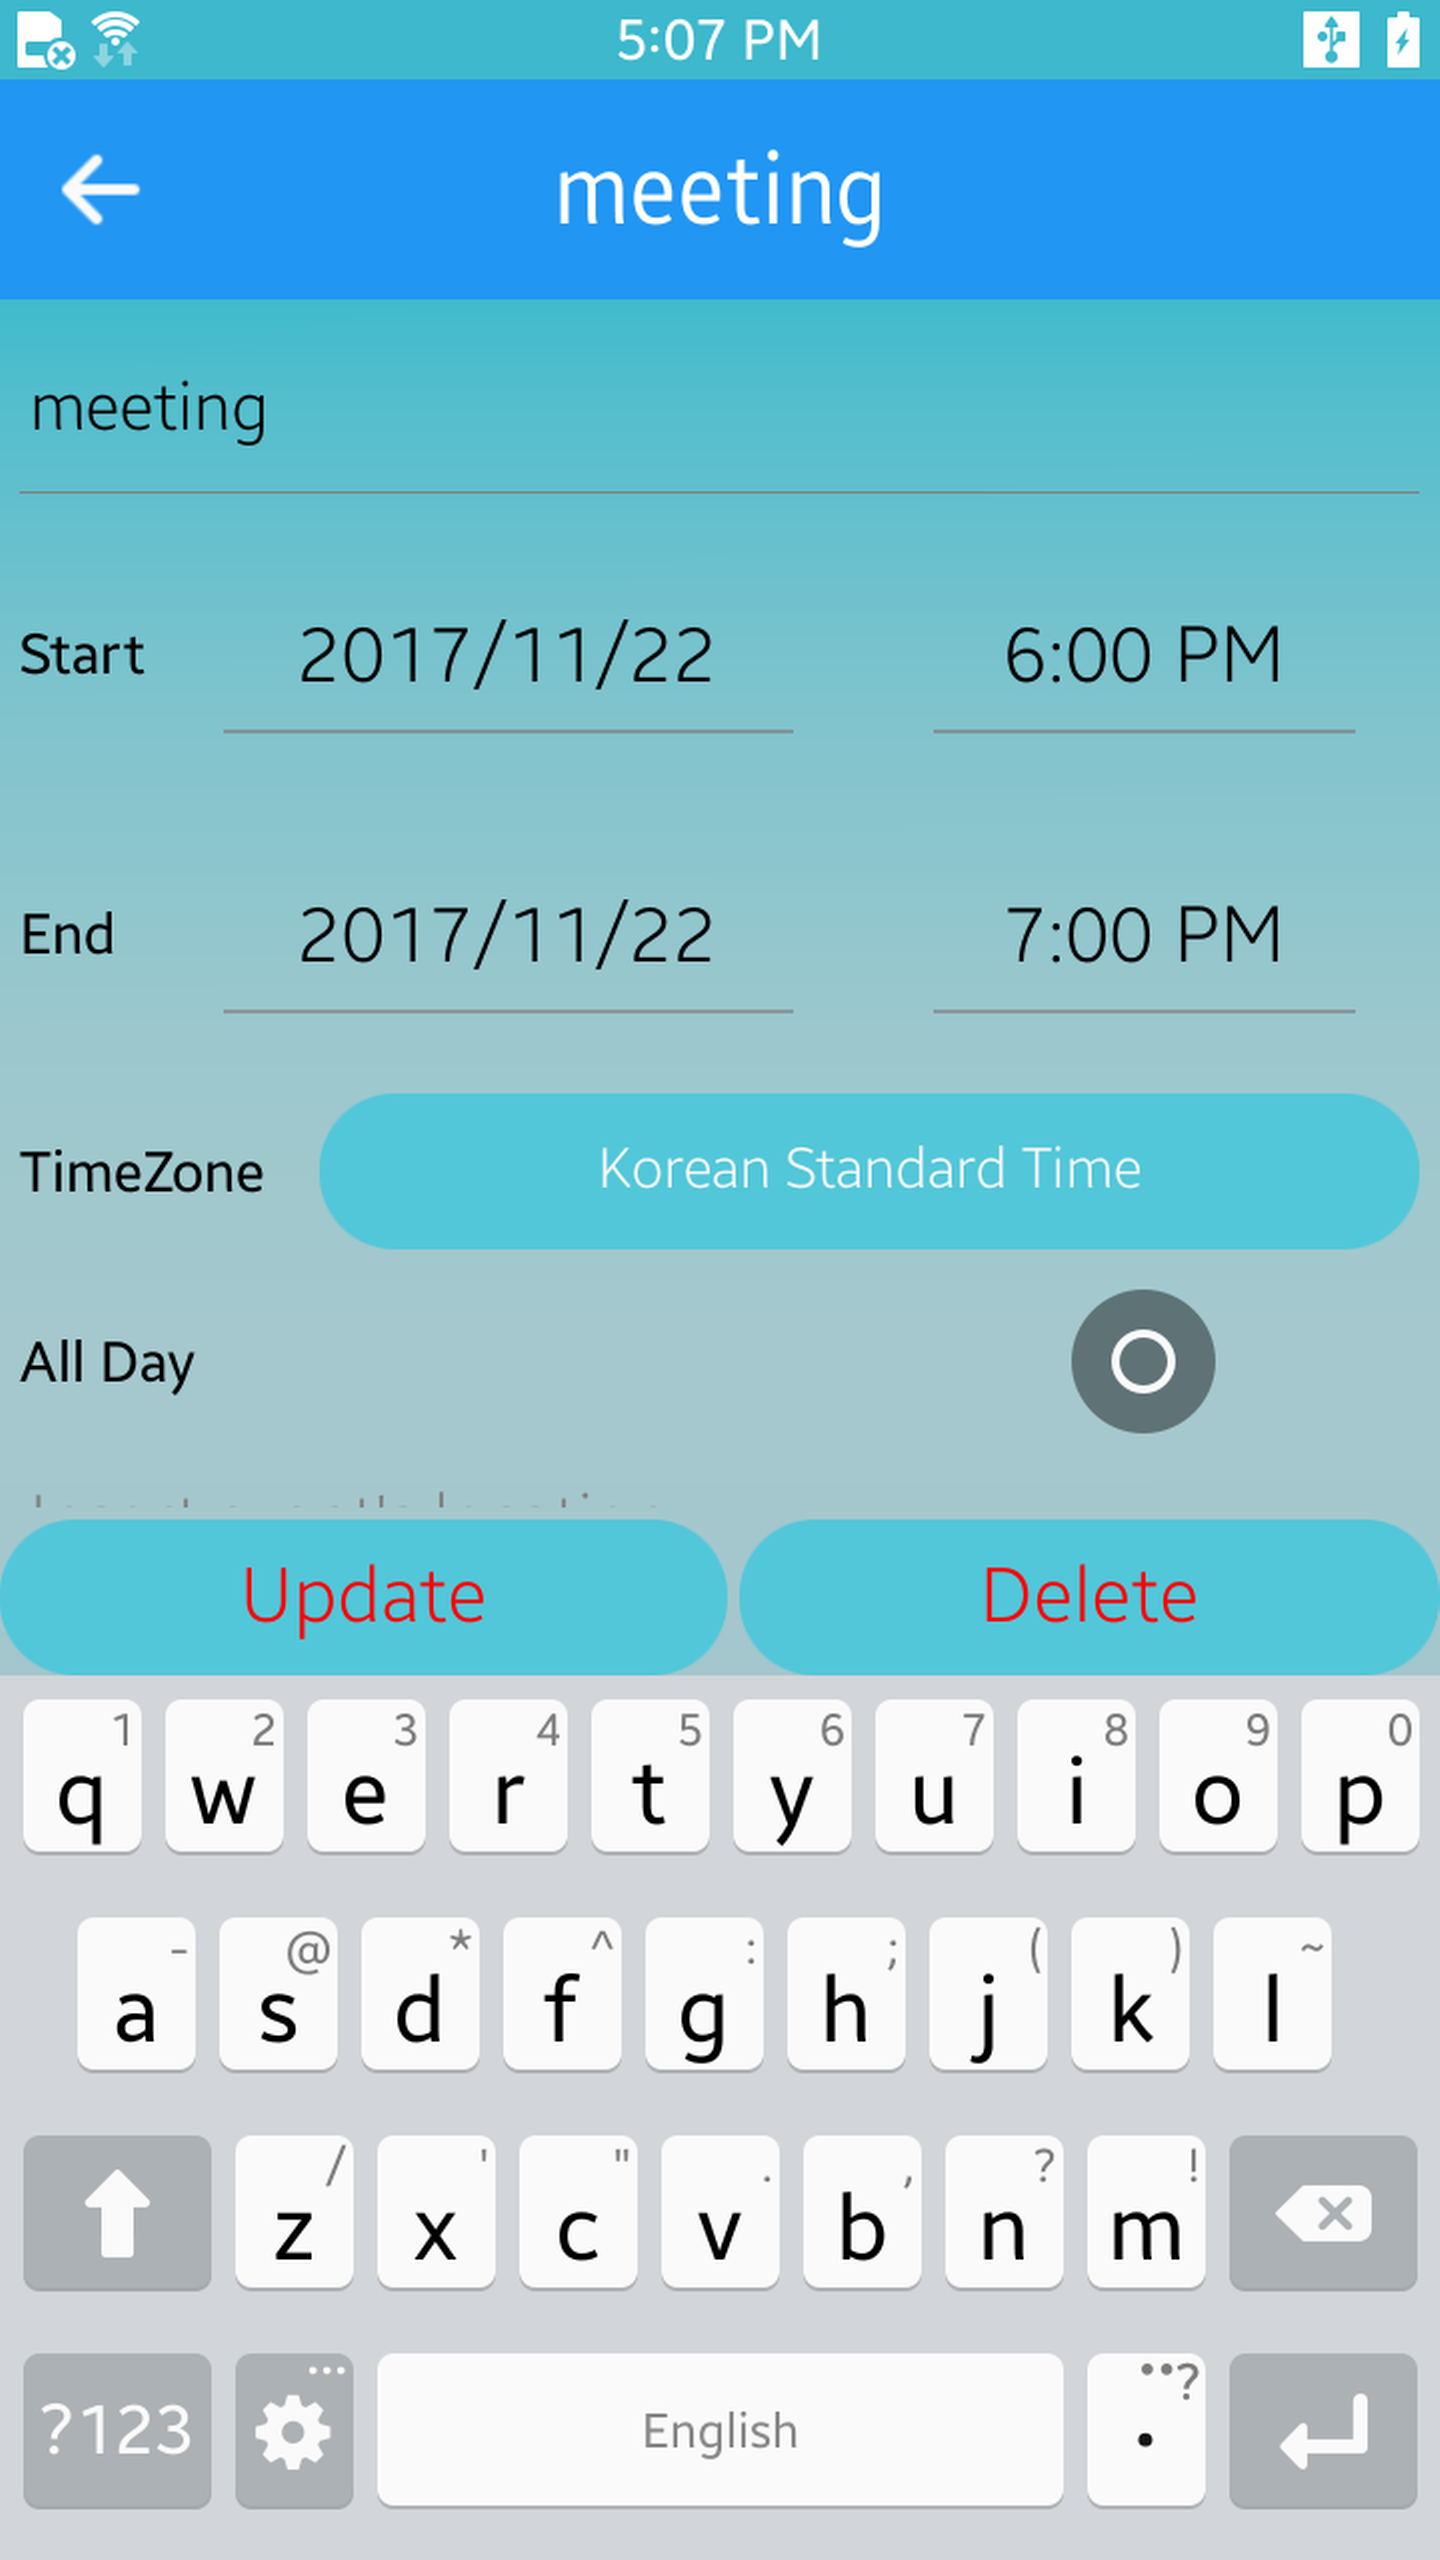 5:07 PM
meeting
meeting
Start 2017/11/22 6:00 PM
End 2017/11/22 7:00 PM
TimeZone Korean Standard Time
All Day
Update Delete
1 2 3 4 5 6 7 8 9 0
q w e r t y u i o p
- @ * ^ : ; ( ) ~
a s d f g h j k l
/ ' " . , ? !
z x c v b n m
?123 English . ?